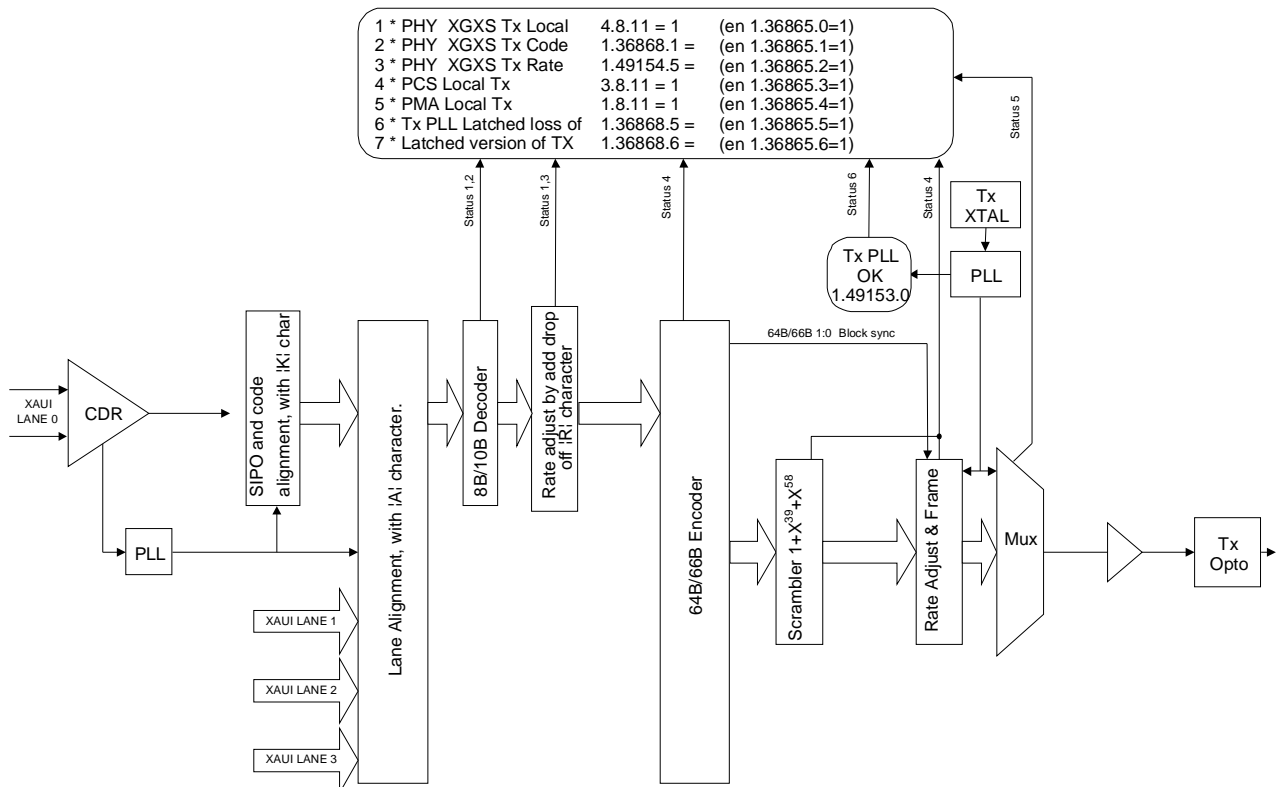 1 * PHY XGXS Tx Local 4.8.11 = 1 (en 1.36865.0=1)
2 * PHY XGXS Tx Code 1.36868.1 = (en 1.36865.1=1)
3 * PHY XGXS Tx Rate 1.49154.5 = (en 1.36865.2=1)
4 * PCS Local Tx 3.8.11 = 1 (en 1.36865.3=1)
5 * PMA Local Tx 1.8.11 = 1 (en 1.36865.4=1)
6 * Tx PLL Latched loss of 1.36868.5 = (en 1.36865.5=1)
7 * Latched version of TX 1.36868.6 = (en 1.36865.6=1)
Status 1,2
Status 1,3
Status 4
Status 6
Status 4
Status 5
Tx
XTAL
Tx PLL
OK
1.49153.0
PLL
64B/66B 1:0 Block sync
XAUI
LANE 0
CDR
SIPO and code
alignment, with ¦K¦ char
Lane Alignment, with ¦A¦ character.
8B/10B Decoder
Rate adjust by add drop
off ¦R¦ character
64B/66B Encoder
Scrambler 1+X³⁹+X⁵⁸
Rate Adjust & Frame
Mux
Tx
Opto
PLL
XAUI LANE 1
XAUI LANE 2
XAUI LANE 3